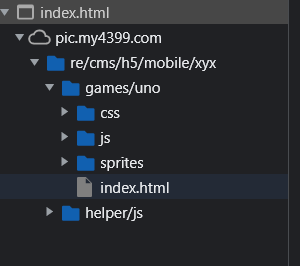 index.html
pic.my4399.com
re/cms/h5/mobile/xyx
games/uno
css
js
sprites
index.html
helper/js